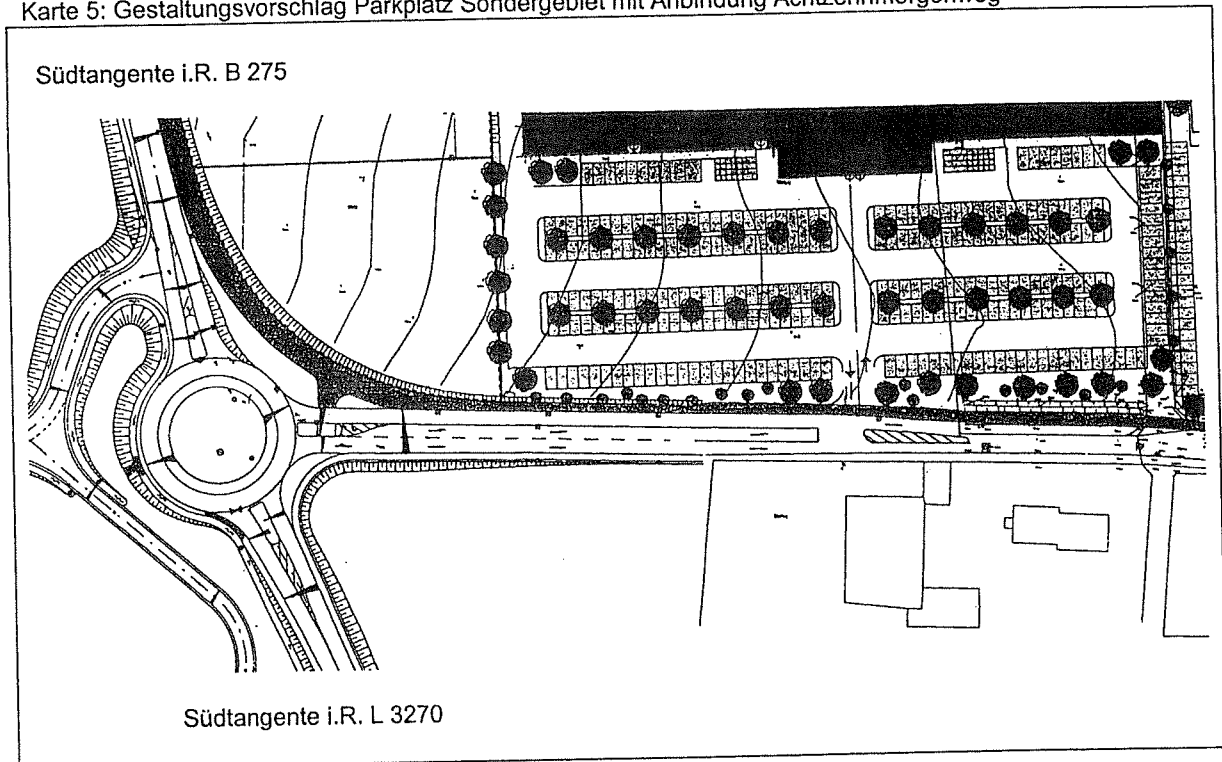 Karte 5: Gestaltungsvorschlag Parkplatz Sondergebiet mit Anbindung Achtzehnmorgenweg
Südtangente i.R. B 275
Südtangente i.R. L 3270